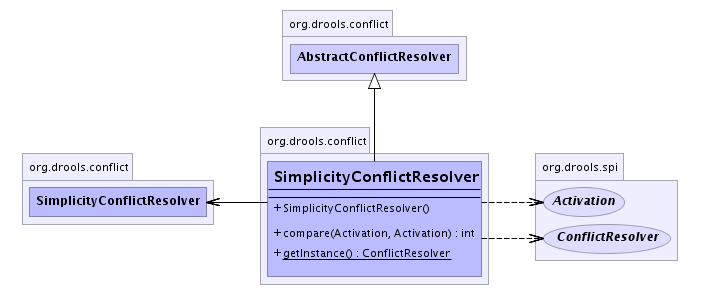 org.drools.conflict
AbstractConflictResolver
org.drools.conflict
SimplicityConflictResolver
org.drools.conflict
SimplicityConflictResolver
+ SimplicityConflictResolver()
+ compare(Activation, Activation) : int
+ getInstance() : ConflictResolver
org.drools.spi
Activation
ConflictResolver